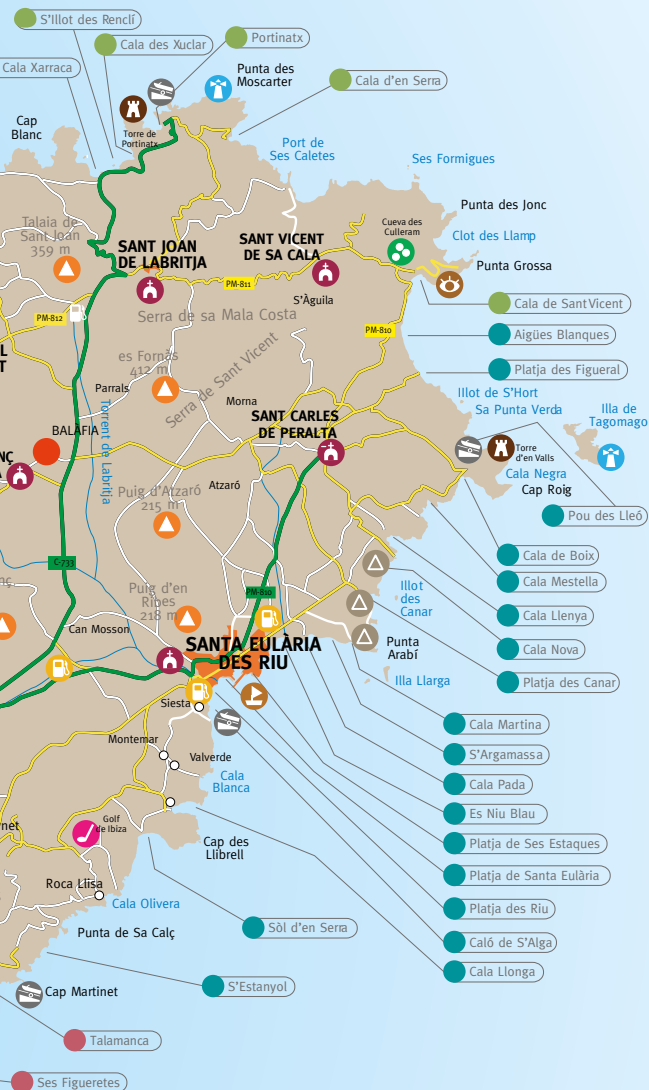 S'Illot des Renclí
Portinatx
Cala des Xuclar
Cala Xarraca
Punta des
Moscarter
Cala d'en Serra
Cap
Blanc
Torre de
Portinatx
Port de
Ses Caletes
Ses Formigues
Punta des Jonc
Cueva des
Culleram
Clot des Llamp
Talaia de
Sant Joan
359 m
SANT JOAN
DE LABRITJA
SANT VICENT
DE SA CALA
Punta Grossa
PM-811
S'Àguila
Cala de Sant Vicent
PM-812
Serra de sa Mala Costa
PM-810
Aigües Blanques
L
T
es Fornàs
412 m
Serra de Sant Vicent
Platja des Figueral
Parrals
Morna
Illot de S'Hort
Sa Punta Verda
Illa de
Tagomago
SANT CARLES
DE PERALTA
Torrent de Labritja
BALÀFIA
Torre
d'en Valls
NÇ
Cala Negra
Cap Roig
Puig d'Atzaró
215 m
Atzaró
Pou des Lleó
Cala de Boix
C-733
nç
Cala Mestella
Puig d'en
Ribes
218 m
PM-810
Illot
des
Canar
Cala Llenya
Can Mosson
SANTA EULÀRIA
DES RIU
Punta
Arabí
Cala Nova
Illa Llarga
Platja des Canar
Siesta
Cala Martina
Montemar
S'Argamassa
Valverde
Cala
Blanca
Cala Pada
Es Niu Blau
Golf
de Ibiza
rnet
Cap des
Llibrell
Platja de Ses Estaques
Platja de Santa Eulària
Roca Llisa
Cala Olivera
Platja des Riu
Sòl d'en Serra
Punta de Sa Calç
Caló de S'Alga
Cala Llonga
S'Estanyol
Cap Martinet
Talamanca
Ses Figueretes